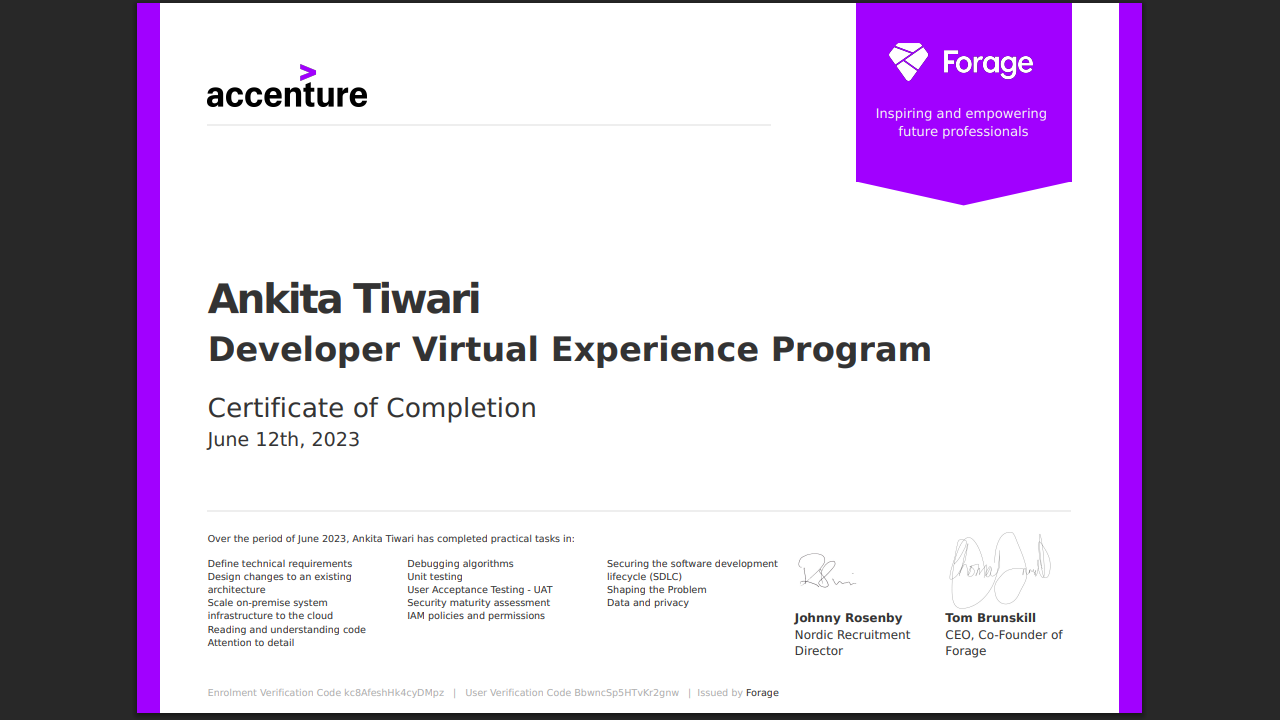 accenture
Forage
Inspiring and empowering
future professionals
Ankita Tiwari
Developer Virtual Experience Program
Certificate of Completion
June 12th, 2023
Over the period of June 2023, Ankita Tiwari has completed practical tasks in:
Define technical requirements
Design changes to an existing
architecture
Scale on-premise system
infrastructure to the cloud
Reading and understanding code
Attention to detail
Debugging algorithms
Unit testing
User Acceptance Testing - UAT
Security maturity assessment
IAM policies and permissions
Securing the software development
lifecycle (SDLC)
Shaping the Problem
Data and privacy
Johnny Rosenby
Nordic Recruitment
Director
Tom Brunskill
CEO, Co-Founder of
Forage
Enrolment Verification Code kc8AfeshHk4cyDMpz | User Verification Code BbwncSp5HTvKr2gnw | Issued by Forage